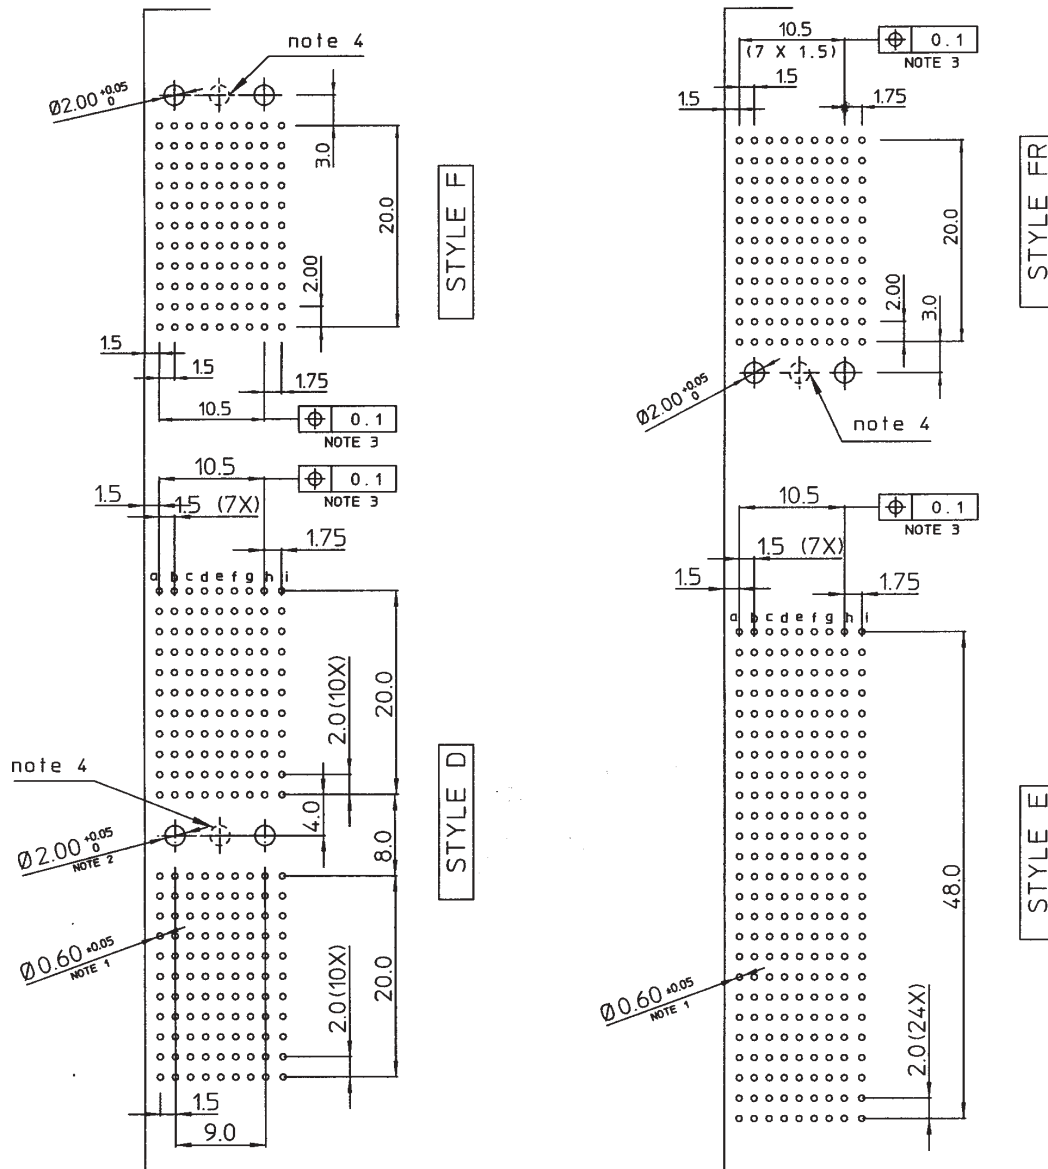 note 4
Ø2.00 +0.05 0
3.0
20.0
2.00
1.5
1.5
1.75
10.5
0.1
NOTE 3
STYLE F
10.5
0.1
NOTE 3
1.5
1.5 (7X)
1.75
a b c d e f g h i
2.0(10X)
20.0
note 4
4.0
8.0
Ø2.00 +0.05 0
NOTE 2
Ø0.60 ±0.05
NOTE 1
2.0(10X)
20.0
1.5
9.0
STYLE D
10.5
(7 X 1.5)
0.1
NOTE 3
1.5
1.5
1.75
20.0
2.00
3.0
Ø2.00 +0.05 0
note 4
STYLE FR
10.5
0.1
NOTE 3
1.5 (7X)
1.5
1.75
a b c d e f g h i
48.0
Ø0.60 ±0.05
NOTE 1
2.0(24X)
STYLE E